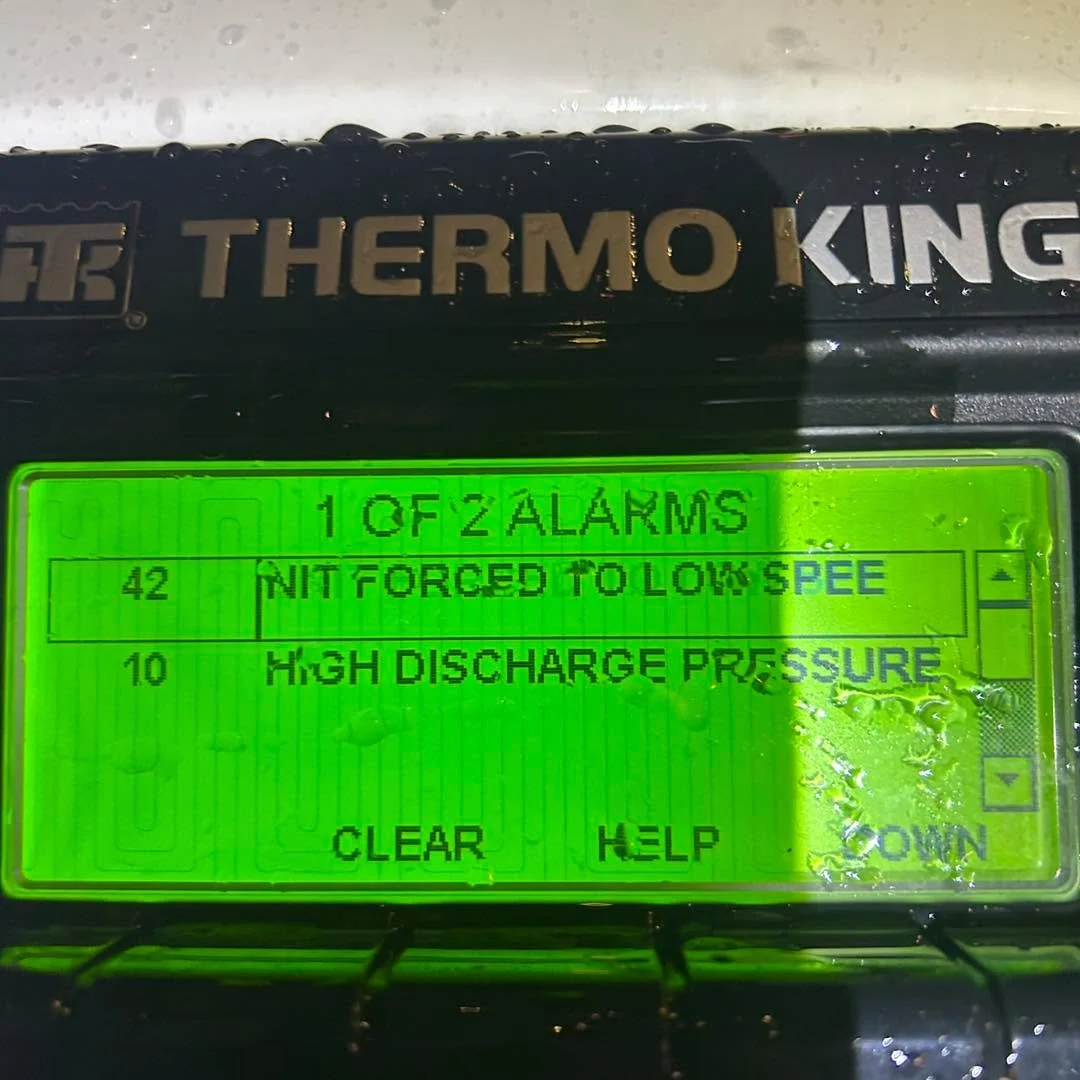 TK THERMO KING
1 OF 2 ALARMS
42 NIT FORCED TO LOW SPEE
10 HIGH DISCHARGE PRESSURE
CLEAR HELP DOWN